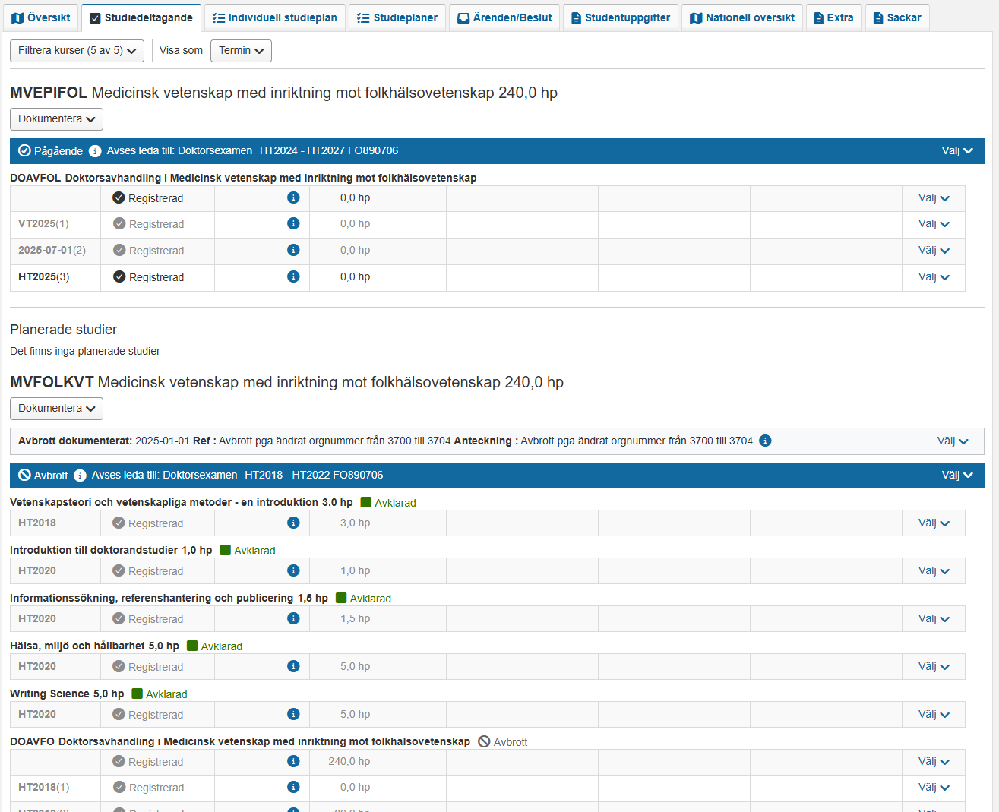 Översikt Studiedeltagande Individuell studieplan Studieplaner Ärenden/Beslut Studentuppgifter Nationell översikt Extra Säckar
Filtrera kurser (5 av 5) Visa som Termin
MVEPIFOL Medicinsk vetenskap med inriktning mot folkhälsovetenskap 240,0 hp
Dokumentera
Pågående Avses leda till: Doktorsexamen HT2024 - HT2027 FO890706 Välj
DOAVFOL Doktorsavhandling i Medicinsk vetenskap med inriktning mot folkhälsovetenskap
Registrerad 0,0 hp Välj
VT2025(1) Registrerad 0,0 hp Välj
2025-07-01(2) Registrerad 0,0 hp Välj
HT2025(3) Registrerad 0,0 hp Välj
Planerade studier
Det finns inga planerade studier
MVFOLKVT Medicinsk vetenskap med inriktning mot folkhälsovetenskap 240,0 hp
Dokumentera
Avbrott dokumenterat: 2025-01-01 Ref : Avbrott pga ändrat orgnummer från 3700 till 3704 Anteckning : Avbrott pga ändrat orgnummer från 3700 till 3704 Välj
Avbrott Avses leda till: Doktorsexamen HT2018 - HT2022 FO890706 Välj
Vetenskapsteori och vetenskapliga metoder - en introduktion 3,0 hp Avklarad
HT2018 Registrerad 3,0 hp Välj
Introduktion till doktorandstudier 1,0 hp Avklarad
HT2020 Registrerad 1,0 hp Välj
Informationssökning, referenshantering och publicering 1,5 hp Avklarad
HT2020 Registrerad 1,5 hp Välj
Hälsa, miljö och hållbarhet 5,0 hp Avklarad
HT2020 Registrerad 5,0 hp Välj
Writing Science 5,0 hp Avklarad
HT2020 Registrerad 5,0 hp Välj
DOAVFO Doktorsavhandling i Medicinsk vetenskap med inriktning mot folkhälsovetenskap Avbrott
Registrerad 240,0 hp Välj
HT2018(1) Registrerad 0,0 hp Välj
Registrerad Välj